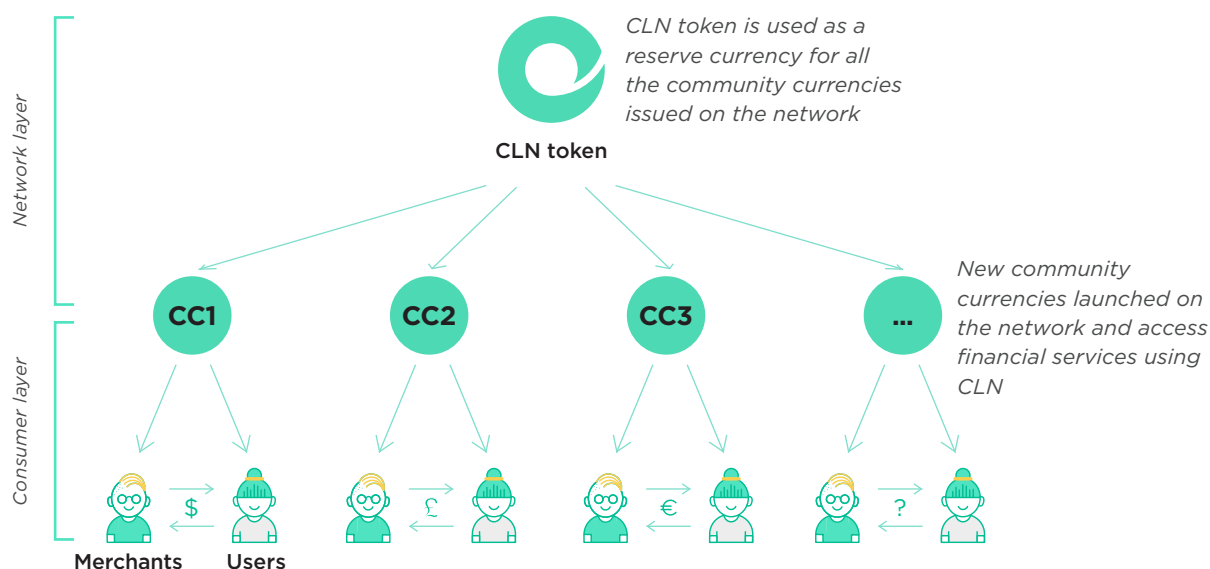 CLN token is used as a
reserve currency for all
the community currencies
issued on the network
CLN token
Network layer
CC1
CC2
CC3
...
New community
currencies launched on
the network and access
financial services using
CLN
Consumer layer
$
£
€
?
Merchants
Users